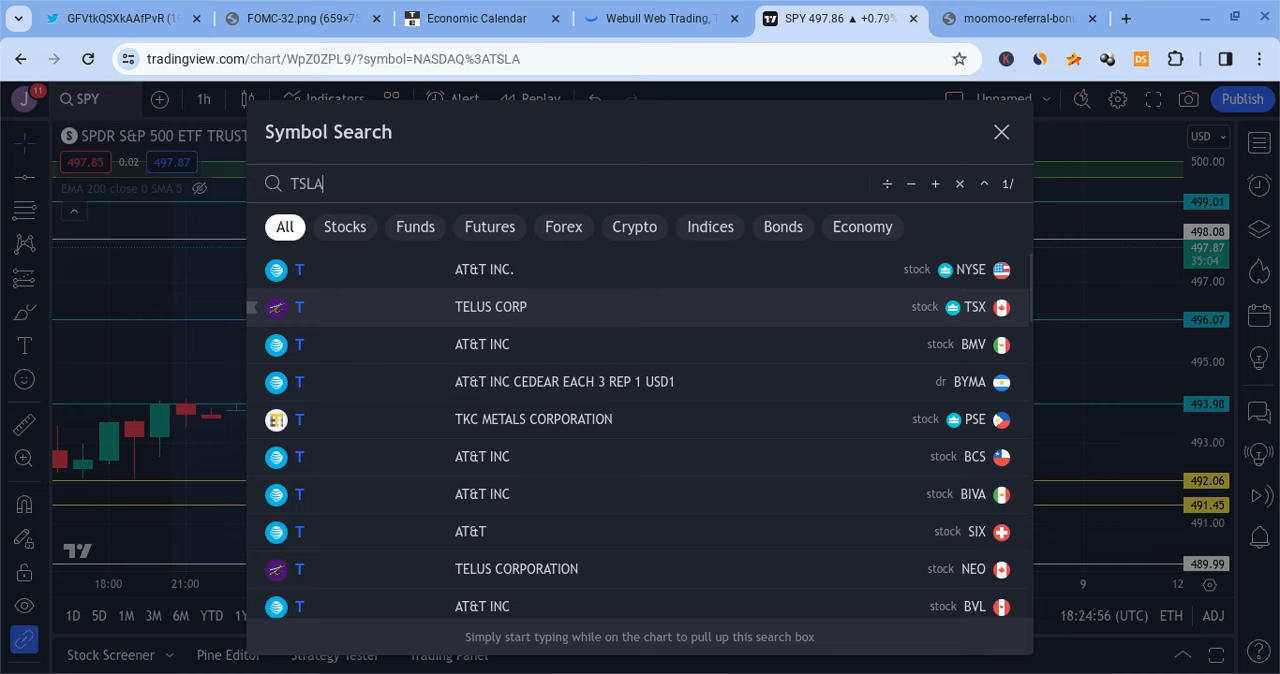 GFVtkQSXkAAfPvR (19
FOMC-32.png (659×75
Economic Calendar
Webull Web Trading, T
SPY 497.86 ▲ +0.79%
moomoo-referral-bon
tradingview.com/chart/WpZ0ZPL9/?symbol=NASDAQ%3ATSLA
J 11 SPY 1h Indicators Alert Replay Unnamed Publish
Symbol Search
SPDR S&P 500 ETF TRUST
USD
497.85 0.02 497.87
500.00
TSLA
÷ − + × ^ 1/
EMA 200 close 0 SMA 5
499.01
All Stocks Funds Futures Forex Crypto Indices Bonds Economy
498.08
497.87
35:04
T AT&T INC. stock NYSE
497.00
T TELUS CORP stock TSX
496.07
T AT&T INC stock BMV
495.00
T AT&T INC CEDEAR EACH 3 REP 1 USD1 dr BYMA
493.98
T TKC METALS CORPORATION stock PSE
493.00
T AT&T INC stock BCS
492.06
T AT&T INC stock BIVA
491.45
T AT&T stock SIX
491.00
T TELUS CORPORATION stock NEO
489.99
18:00 21:00 9 12
T AT&T INC stock BVL
1D 5D 1M 3M 6M YTD 18:24:56 (UTC) ETH ADJ
Simply start typing while on the chart to pull up this search box
Stock Screener Pine Editor Strategy Tester Trading Panel